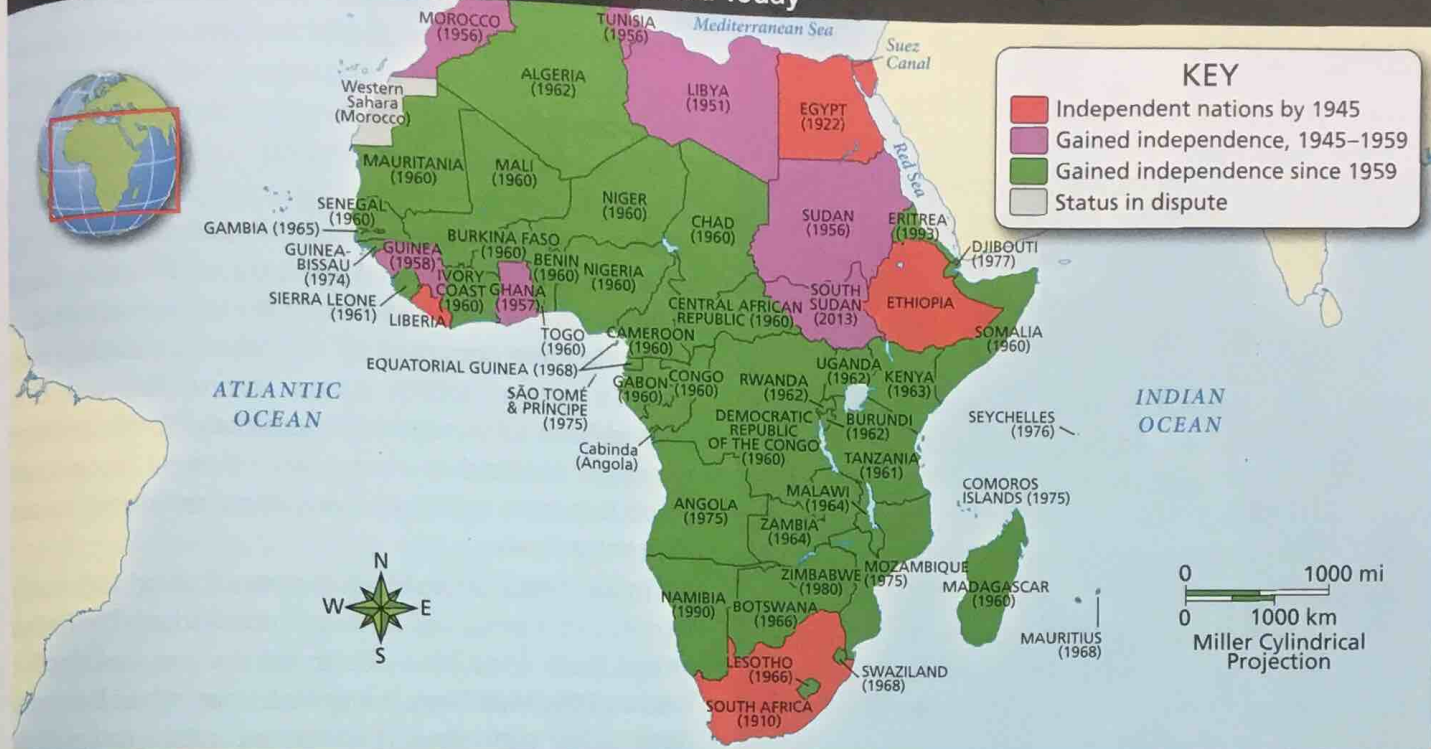 Today
MOROCCO
(1956)
TUNISIA
(1956)
Mediterranean Sea
Suez
Canal
ALGERIA
(1962)
LIBYA
(1951)
EGYPT
(1922)
Western
Sahara
(Morocco)
Red Sea
KEY
Independent nations by 1945
Gained independence, 1945–1959
Gained independence since 1959
Status in dispute
MAURITANIA
(1960)
MALI
(1960)
NIGER
(1960)
CHAD
(1960)
SUDAN
(1956)
ERITREA
(1993)
DJIBOUTI
(1977)
SENEGAL
(1960)
GAMBIA (1965)
GUINEA-
BISSAU
(1974)
GUINEA
(1958)
SIERRA LEONE
(1961)
LIBERIA
BURKINA FASO
(1960)
IVORY
COAST
(1960)
GHANA
(1957)
BENIN
(1960)
NIGERIA
(1960)
TOGO
(1960)
CENTRAL AFRICAN
REPUBLIC (1960)
SOUTH
SUDAN
(2013)
ETHIOPIA
SOMALIA
(1960)
CAMEROON
(1960)
EQUATORIAL GUINEA (1968)
SÃO TOMÉ
& PRÍNCIPE
(1975)
GABON
(1960)
CONGO
(1960)
RWANDA
(1962)
UGANDA
(1962)
KENYA
(1963)
ATLANTIC
OCEAN
INDIAN
OCEAN
Cabinda
(Angola)
DEMOCRATIC
REPUBLIC
OF THE CONGO
(1960)
BURUNDI
(1962)
TANZANIA
(1961)
SEYCHELLES
(1976)
COMOROS
ISLANDS (1975)
ANGOLA
(1975)
MALAWI
(1964)
ZAMBIA
(1964)
ZIMBABWE
(1980)
MOZAMBIQUE
(1975)
MADAGASCAR
(1960)
MAURITIUS
(1968)
NAMIBIA
(1990)
BOTSWANA
(1966)
LESOTHO
(1966)
SWAZILAND
(1968)
SOUTH AFRICA
(1910)
N
W
E
S
0
1000 mi
0
1000 km
Miller Cylindrical
Projection